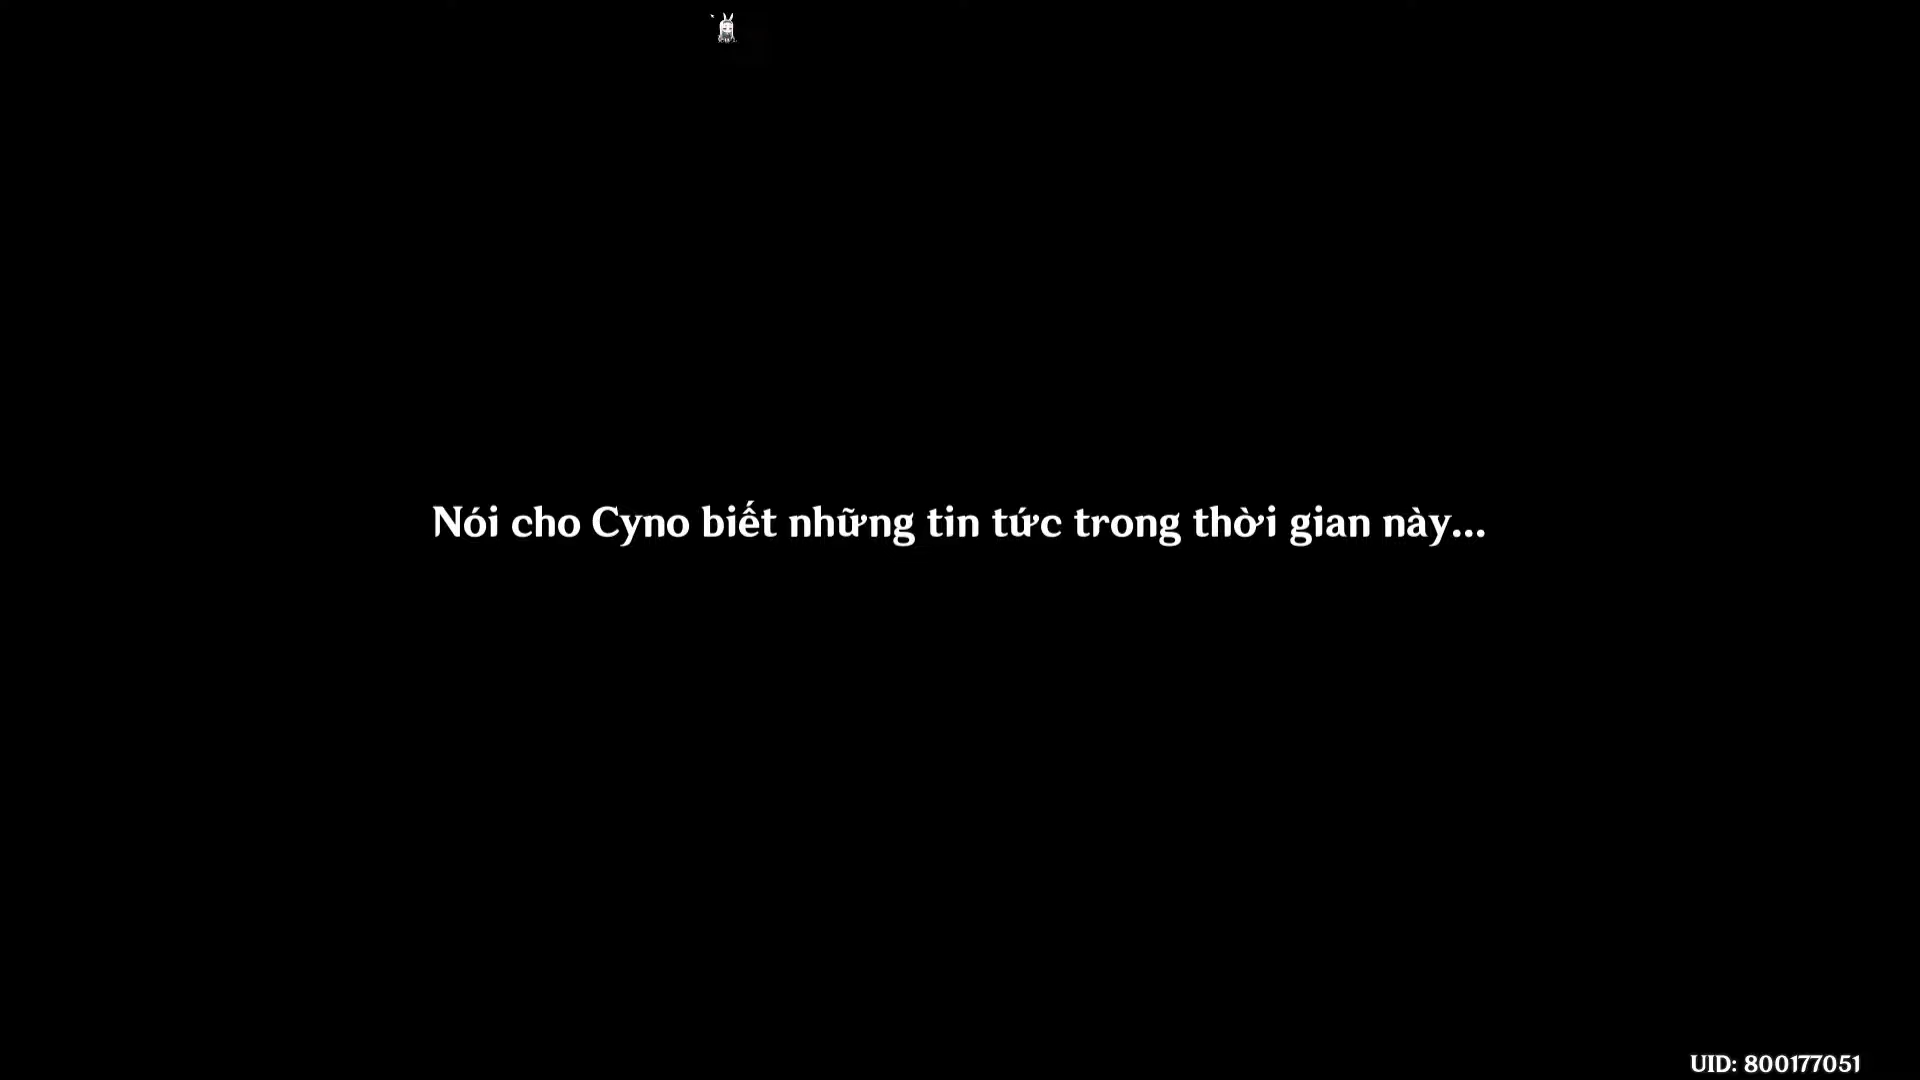 Nói cho Cyno biết những tin tức trong thời gian này...
UID: 800177051